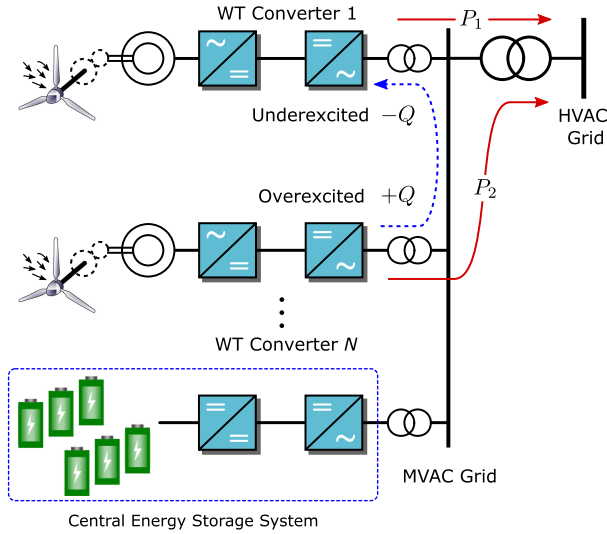 WT Converter 1
P₁
HVAC
Grid
Underexcited −Q
P₂
Overexcited +Q
WT Converter N
MVAC Grid
Central Energy Storage System